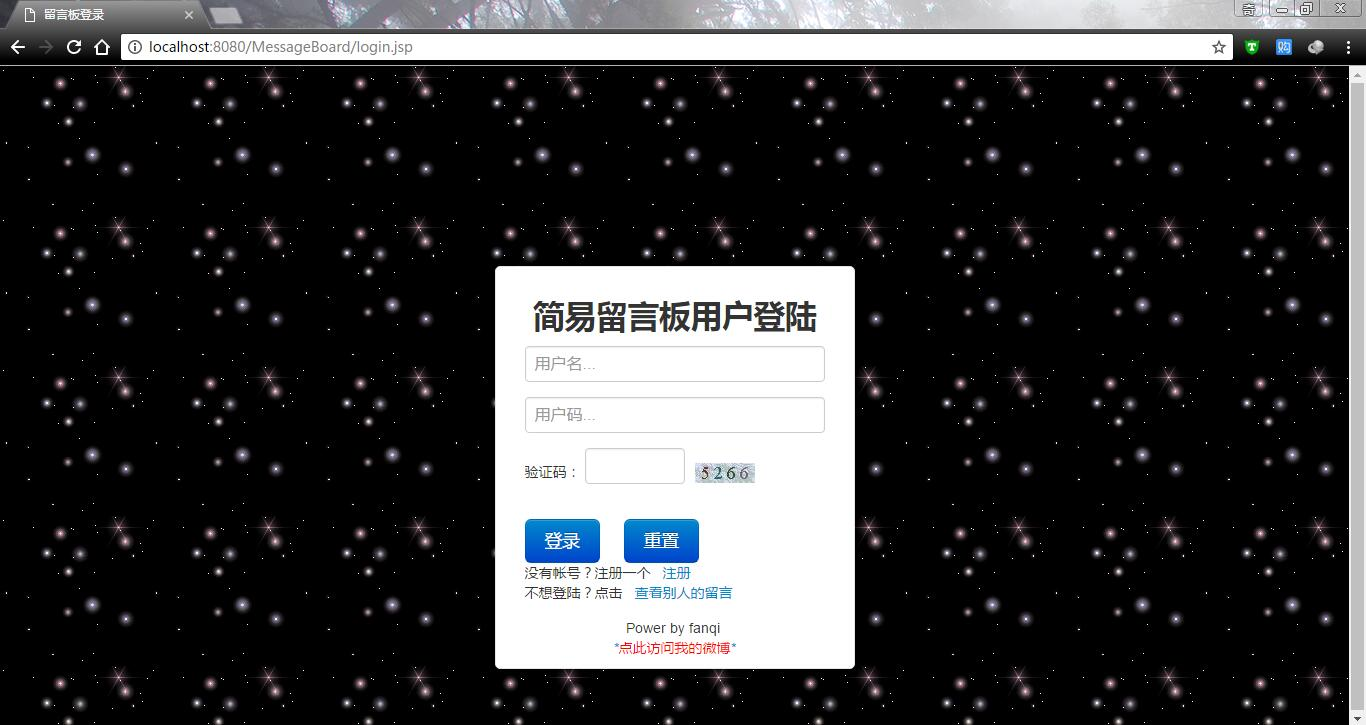 留言板登录
奇
localhost:8080/MessageBoard/login.jsp
T
购
简易留言板用户登陆
用户名...
用户码...
验证码：
5266
登录 重置
没有帐号？注册一个 注册
不想登陆？点击 查看别人的留言
Power by fanqi
*点此访问我的微博*